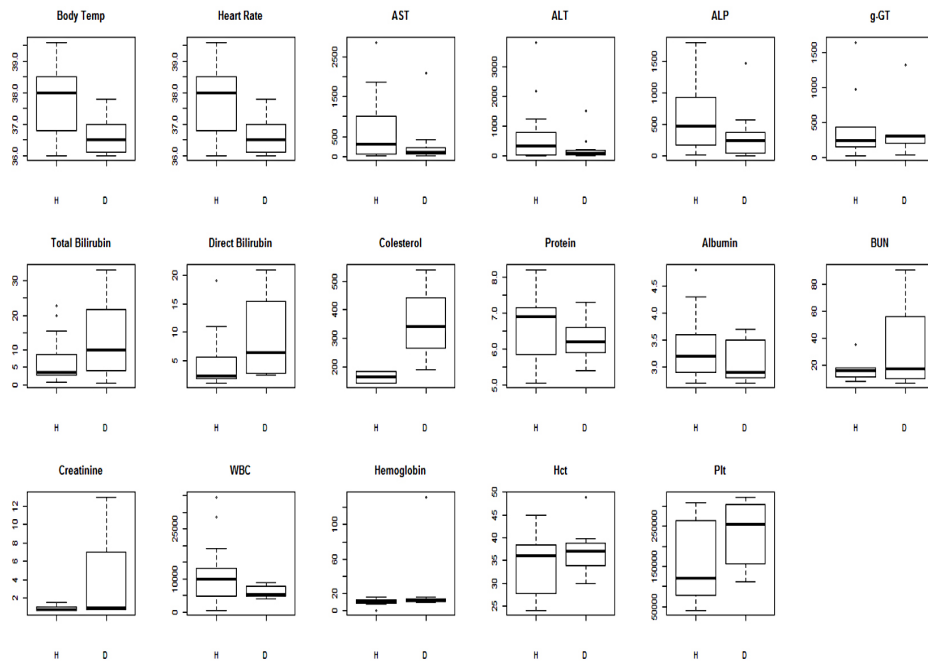 Body Temp
36.0 37.0 38.0 39.0
H D
Heart Rate
36.0 37.0 38.0 39.0
H D
AST
0 500 1500 2500
H D
ALT
0 1000 2000 3000 4000
H D
ALP
0 500 1000 1500
H D
g-GT
0 500 1000 1500
H D
Total Bilirubin
0 5 10 20 30
H D
Direct Bilirubin
5 10 15 20
H D
Colesterol
200 300 400 500
H D
Protein
5.0 6.0 7.0 8.0
H D
Albumin
3.0 3.5 4.0 4.5
H D
BUN
20 40 60 80
H D
Creatinine
2 4 6 8 10 12
H D
WBC
0 10000 25000
H D
Hemoglobin
0 20 60 100
H D
Hct
25 30 35 40 45 50
H D
Plt
50000 150000 250000
H D